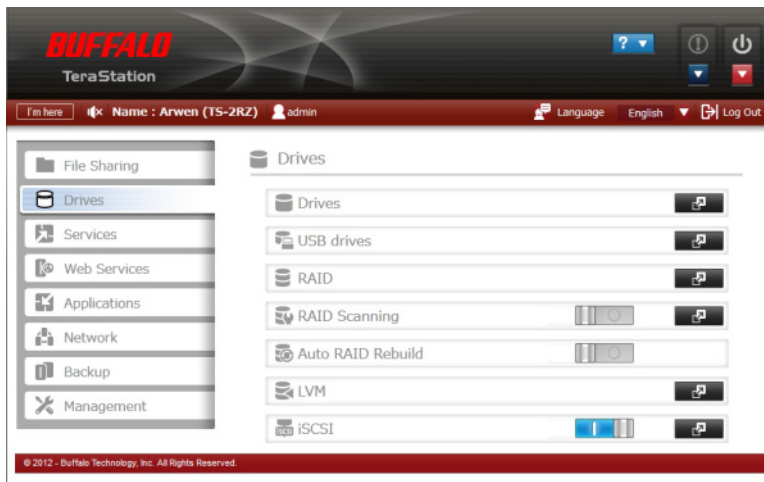 BUFFALO
TeraStation
?
I'm here Name : Arwen (TS-2RZ) admin Language English Log Out
File Sharing
Drives
Services
Web Services
Applications
Network
Backup
Management
Drives
Drives
USB drives
RAID
RAID Scanning
Auto RAID Rebuild
LVM
iSCSI
© 2012 - Buffalo Technology, Inc. All Rights Reserved.